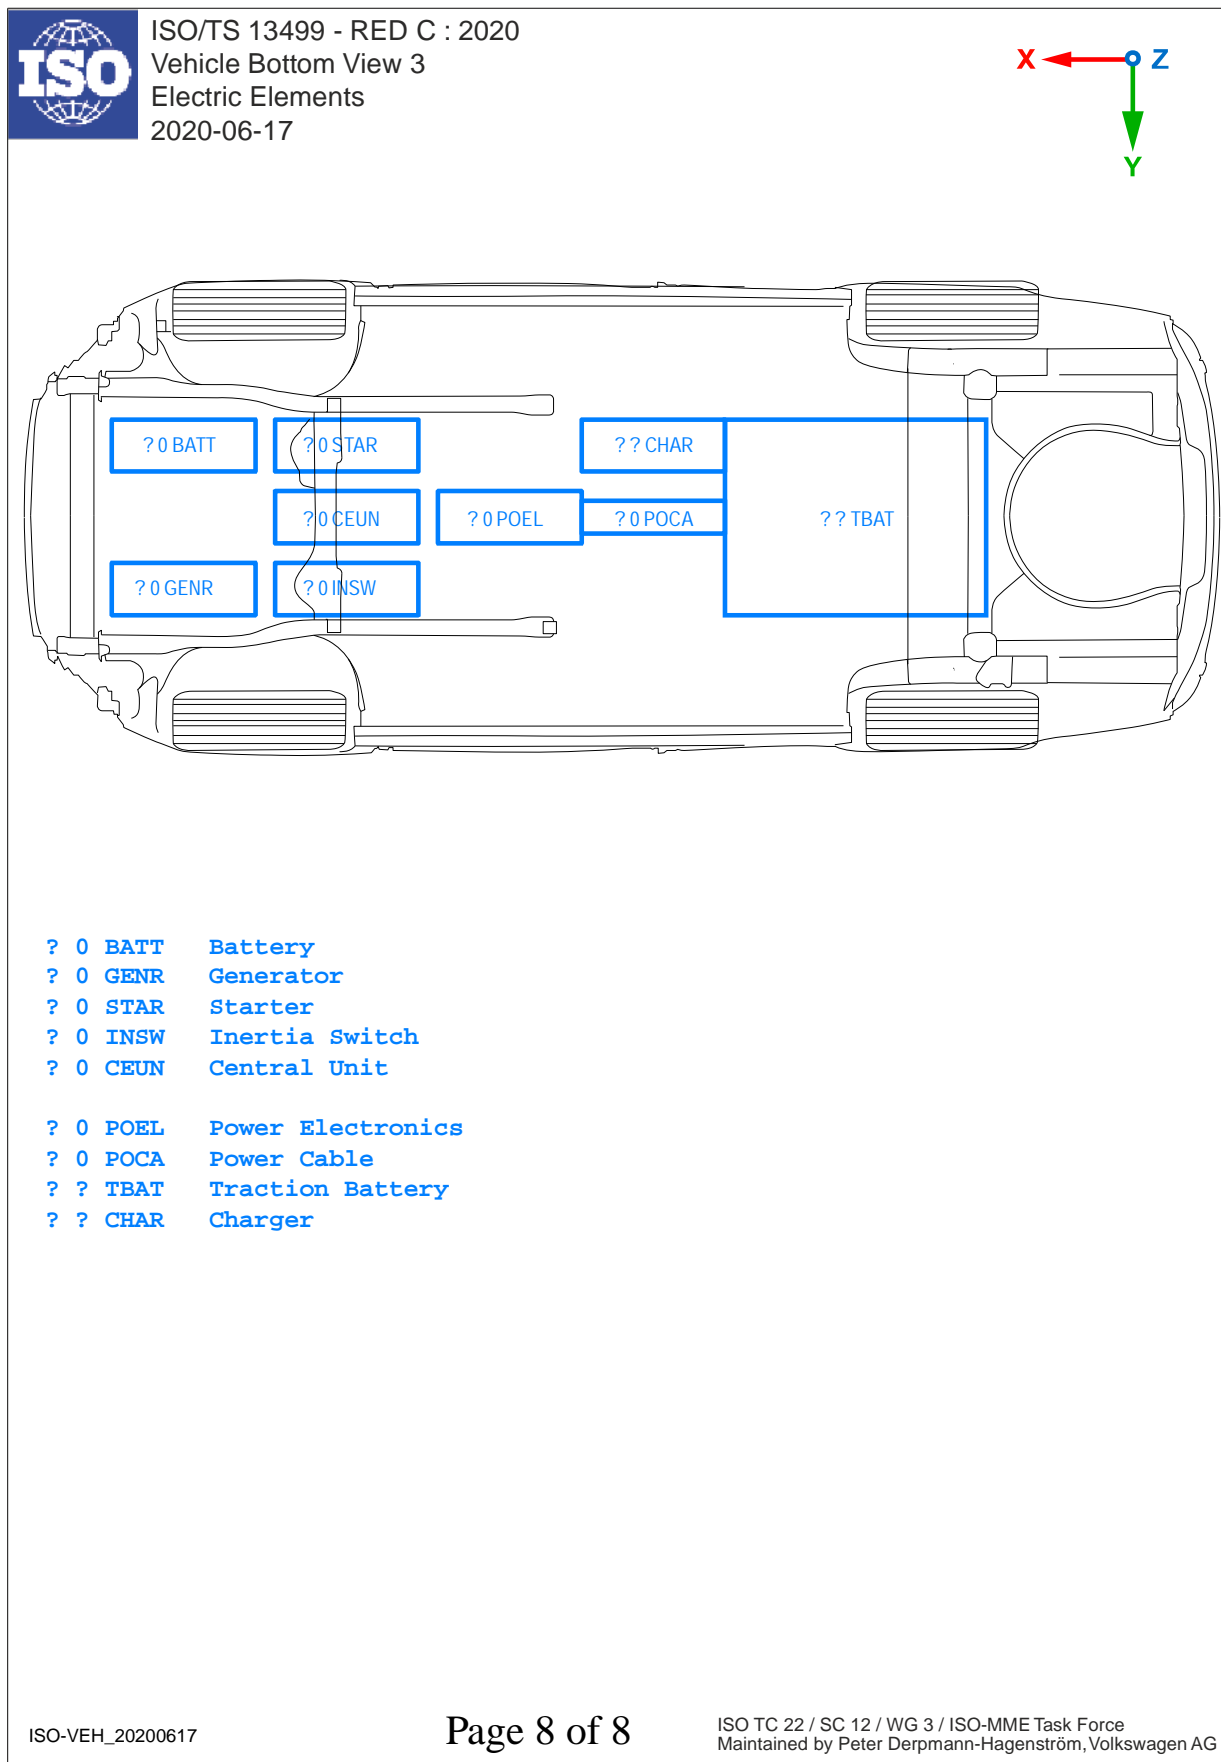 ISO
ISO/TS 13499 - RED C : 2020
Vehicle Bottom View 3
Electric Elements
2020-06-17
X
Z
Y
? 0 BATT
? 0 STAR
? ? CHAR
? 0 CEUN
? 0 POEL
? 0 POCA
? ? TBAT
? 0 GENR
? 0 INSW
? 0 BATT Battery
? 0 GENR Generator
? 0 STAR Starter
? 0 INSW Inertia Switch
? 0 CEUN Central Unit
? 0 POEL Power Electronics
? 0 POCA Power Cable
? ? TBAT Traction Battery
? ? CHAR Charger
ISO-VEH_20200617
Page 8 of 8
ISO TC 22 / SC 12 / WG 3 / ISO-MME Task Force
Maintained by Peter Derpmann-Hagenström, Volkswagen AG